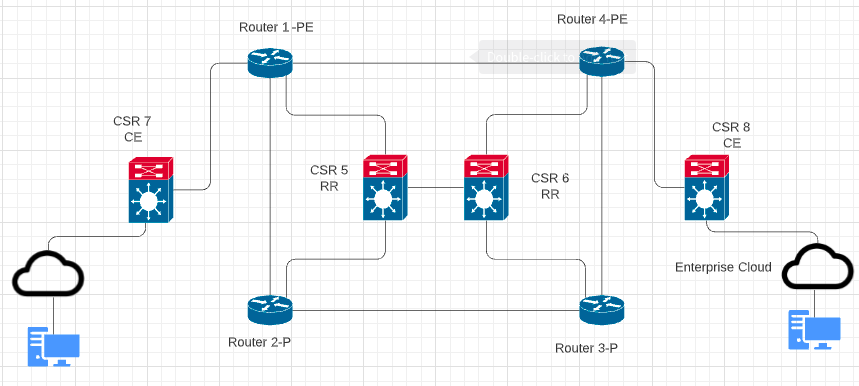 Router 1-PE
Router 4-PE
CSR 7
CE
CSR 8
CE
CSR 5
RR
CSR 6
RR
Enterprise Cloud
Router 2-P
Router 3-P